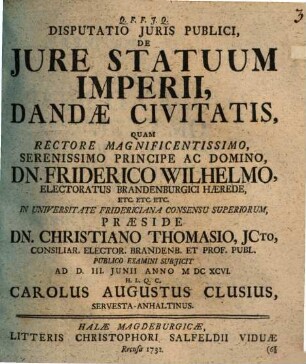 3
Q. F. F. J. Q.
DISPUTATIO JURIS PUBLICI,
DE
JURE STATUUM
IMPERII,
DANDÆ CIVITATIS,
QUAM
RECTORE MAGNIFICENTISSIMO,
SERENISSIMO PRINCIPE AC DOMINO,
DN. FRIDERICO WILHELMO,
ELECTORATUS BRANDENBURGICI HÆREDE,
ETC. ETC. ETC.
IN UNIVERSITATE FRIDERICIANA CONSENSU SUPERIORUM,
PRÆSIDE
DN. CHRISTIANO THOMASIO, JCTO,
CONSILIAR. ELECTOR. BRANDENB. ET PROF. PUBL.
PUBLICO EXAMINI SUBJICIT
AD D. III. JUNII ANNO MDCXCVI.
H. L. Q. C.
CAROLUS AUGUSTUS CLUSIUS,
SERVESTA-ANHALTINUS.
HALÆ MAGDEBURGICÆ,
LITTERIS CHRISTOPHORI SALFELDII VIDUÆ
Recusa 1732.